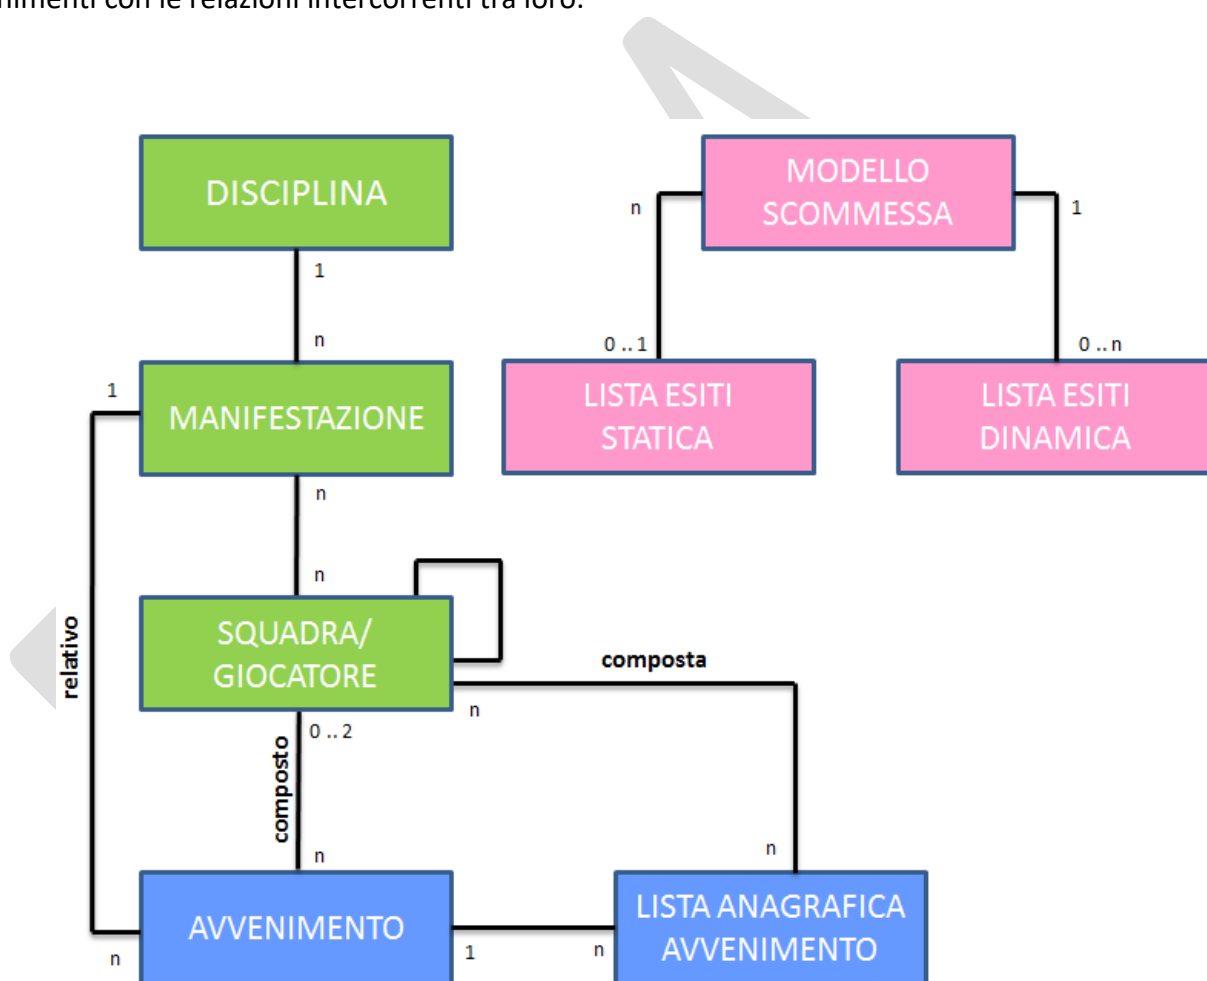 nimenti con le relazioni intercorrenti tra loro.
DISCIPLINA
MODELLO
SCOMMESSA
n
1
1
n
0 .. 1
0 .. n
1
MANIFESTAZIONE
LISTA ESITI
STATICA
LISTA ESITI
DINAMICA
n
n
relativo
SQUADRA/
GIOCATORE
composta
n
0 .. 2
composto
n
n
AVVENIMENTO
LISTA ANAGRAFICA
AVVENIMENTO
n
1
n